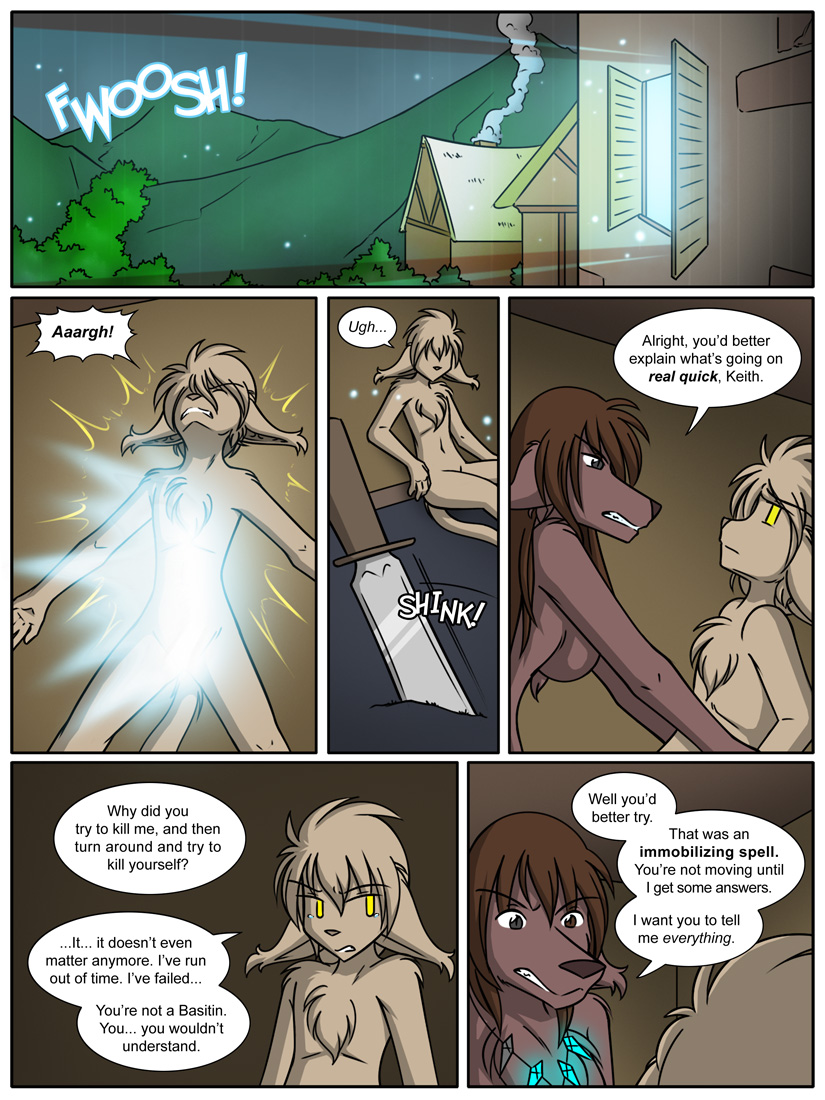 FWOOSH!
Aaargh!
Ugh...
SHINK!
Alright, you'd better
explain what's going on
real quick, Keith.
Why did you
try to kill me, and then
turn around and try to
kill yourself?
...It... it doesn't even
matter anymore. I've run
out of time. I've failed...
You're not a Basitin.
You... you wouldn't
understand.
Well you'd
better try.
That was an
immobilizing spell.
You're not moving until
I get some answers.
I want you to tell
me everything.